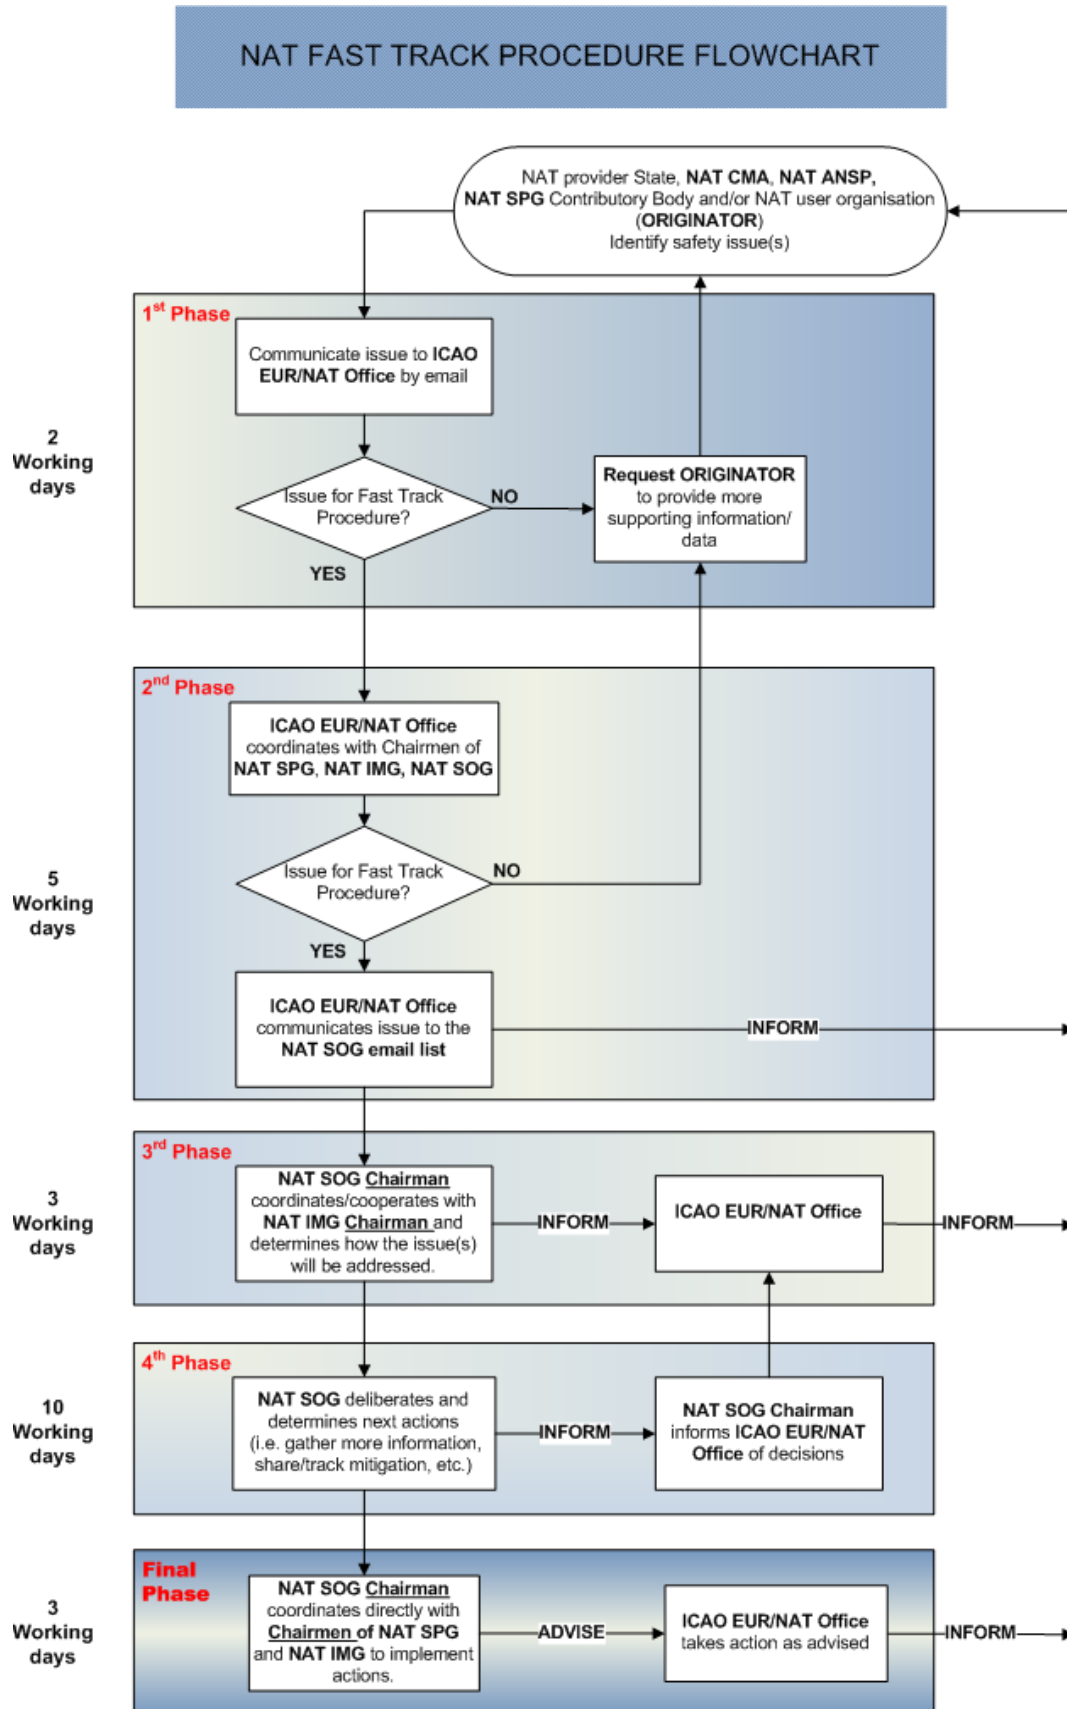 NAT FAST TRACK PROCEDURE FLOWCHART
NAT provider State, NAT CMA, NAT ANSP,
NAT SPG Contributory Body and/or NAT user organisation
(ORIGINATOR)
Identify safety issue(s)
1st Phase
Communicate issue to ICAO
EUR/NAT Office by email
2
Working
days
Issue for Fast Track
Procedure?
NO
Request ORIGINATOR
to provide more
supporting information/
data
YES
2nd Phase
ICAO EUR/NAT Office
coordinates with Chairmen of
NAT SPG, NAT IMG, NAT SOG
5
Working
days
Issue for Fast Track
Procedure?
NO
YES
ICAO EUR/NAT Office
communicates issue to the
NAT SOG email list
INFORM
3rd Phase
3
Working
days
NAT SOG Chairman
coordinates/cooperates with
NAT IMG Chairman and
determines how the issue(s)
will be addressed.
INFORM
ICAO EUR/NAT Office
INFORM
4th Phase
10
Working
days
NAT SOG deliberates and
determines next actions
(i.e. gather more information,
share/track mitigation, etc.)
INFORM
NAT SOG Chairman
informs ICAO EUR/NAT
Office of decisions
Final
Phase
3
Working
days
NAT SOG Chairman
coordinates directly with
Chairmen of NAT SPG
and NAT IMG to implement
actions.
ADVISE
ICAO EUR/NAT Office
takes action as advised
INFORM